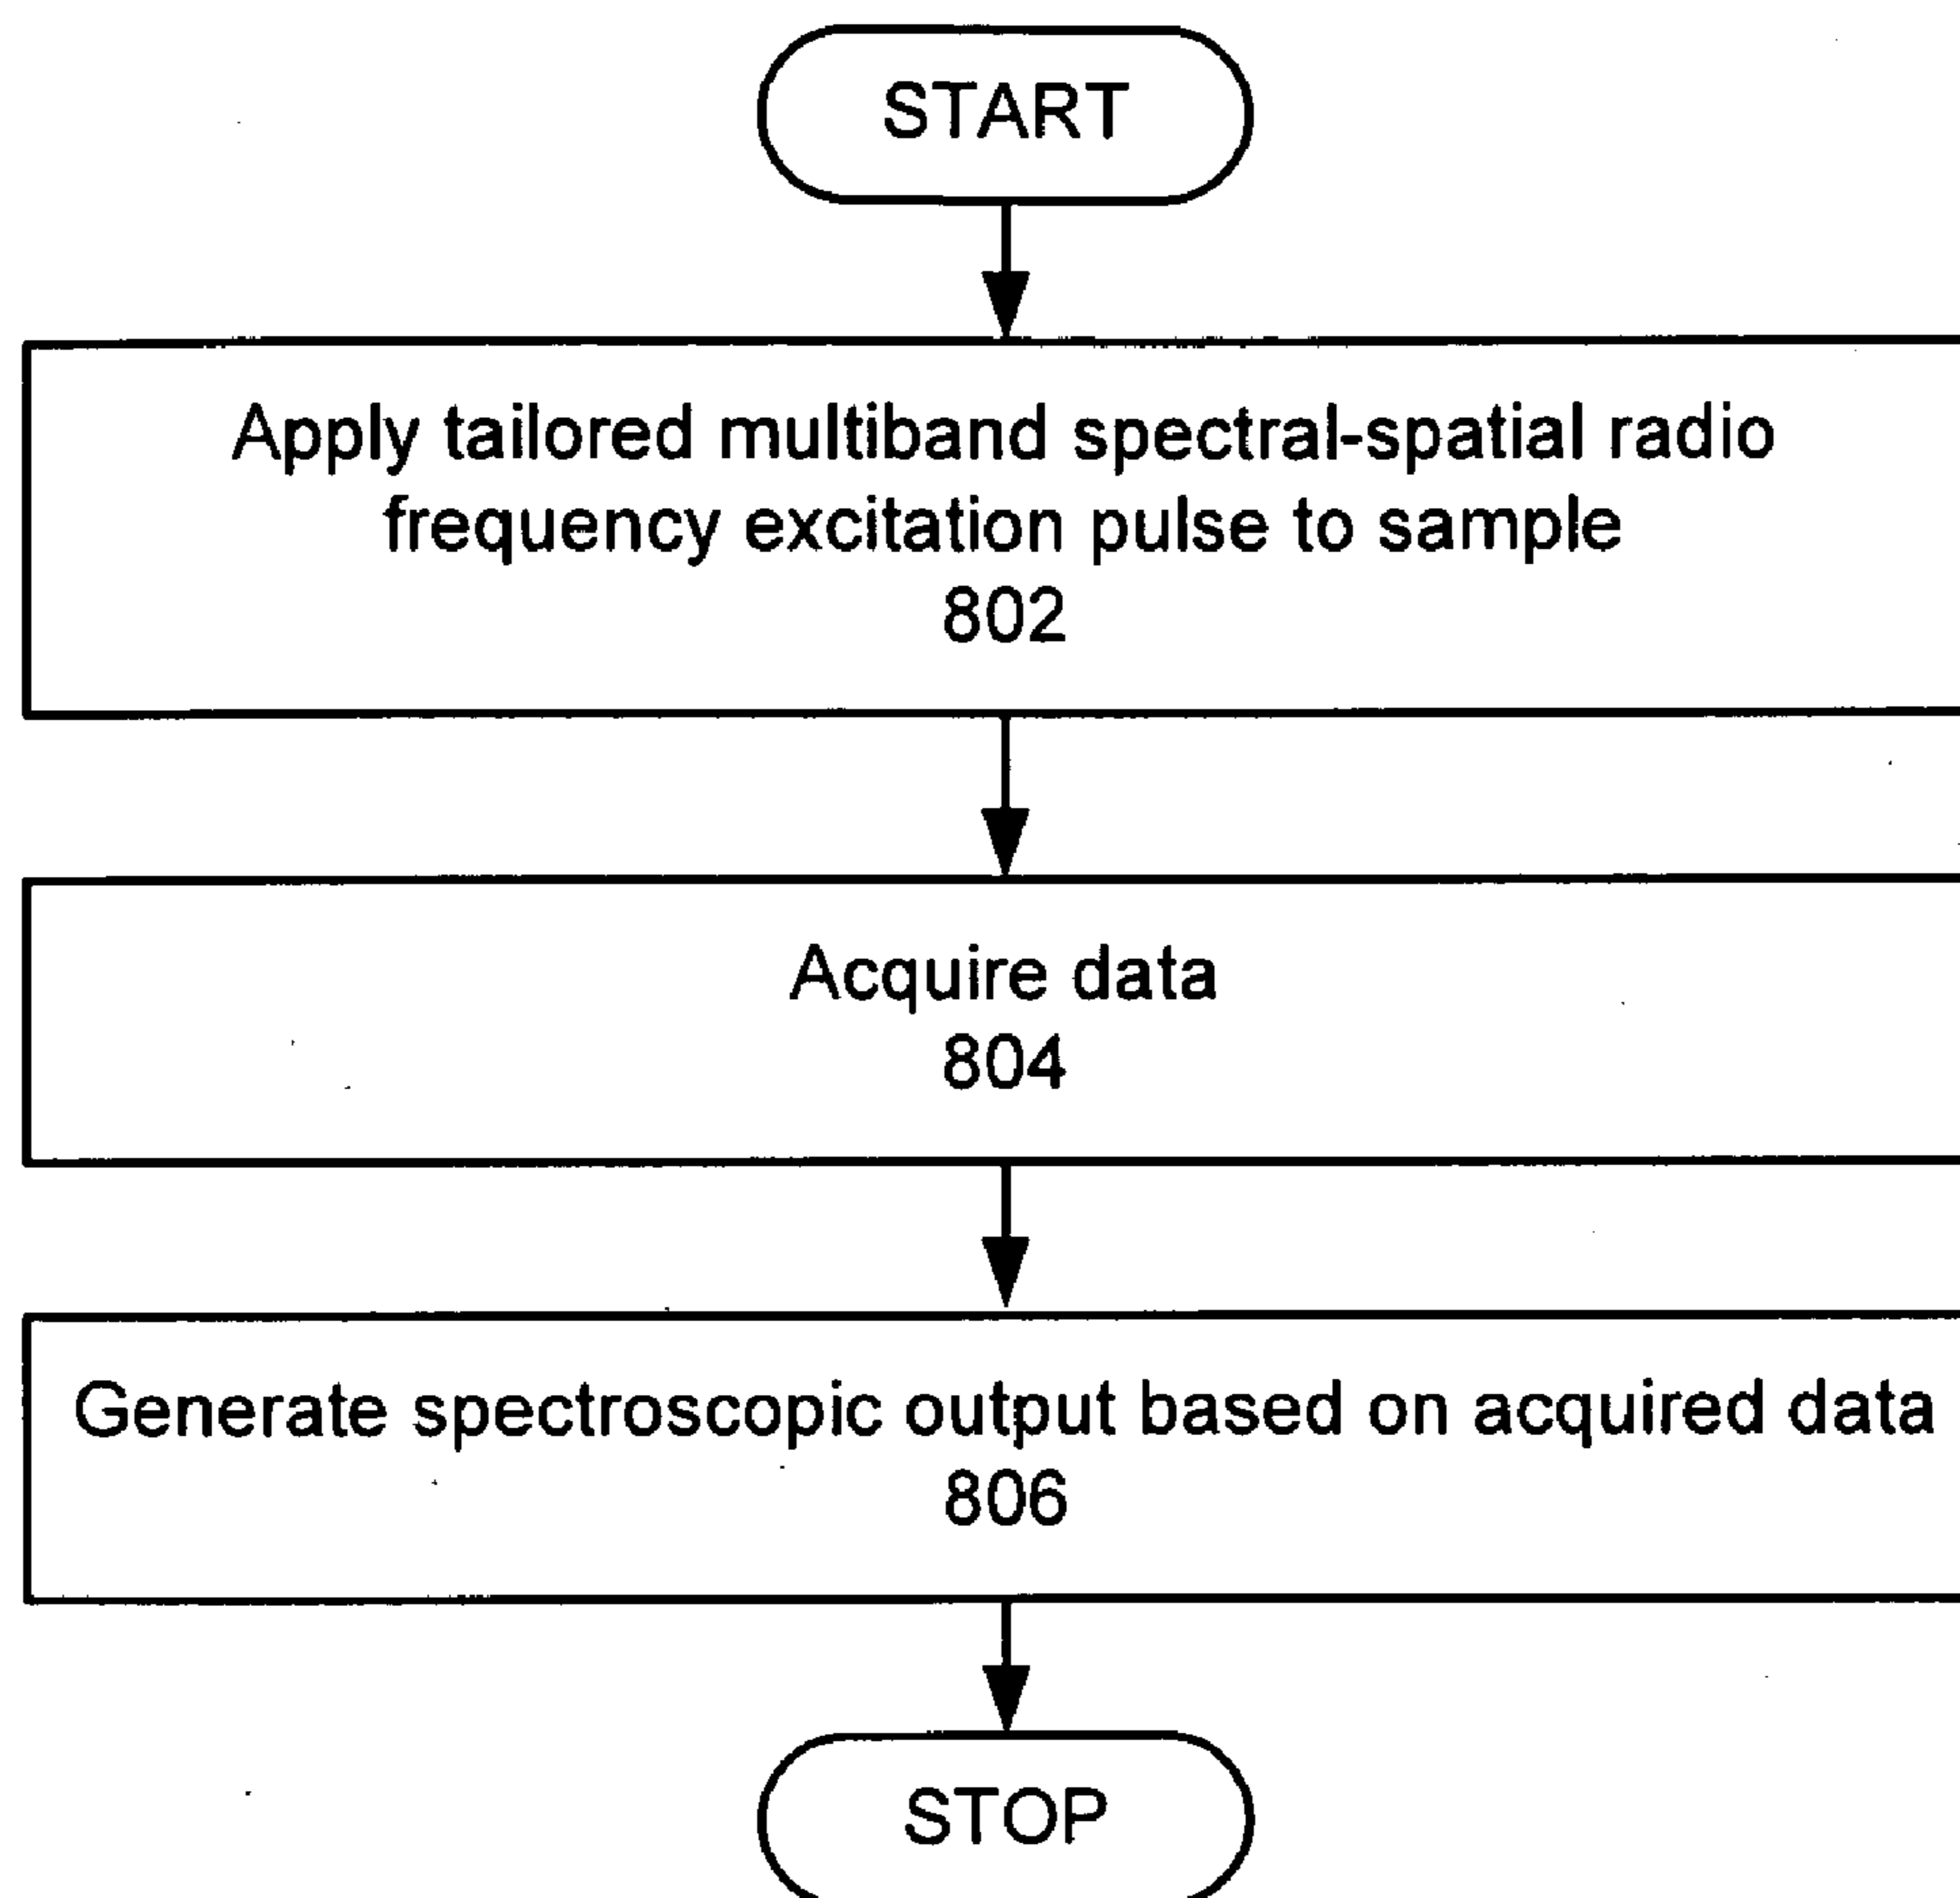 START
Apply tailored multiband spectral-spatial radio
frequency excitation pulse to sample
802
Acquire data
804
Generate spectroscopic output based on acquired data
806
STOP